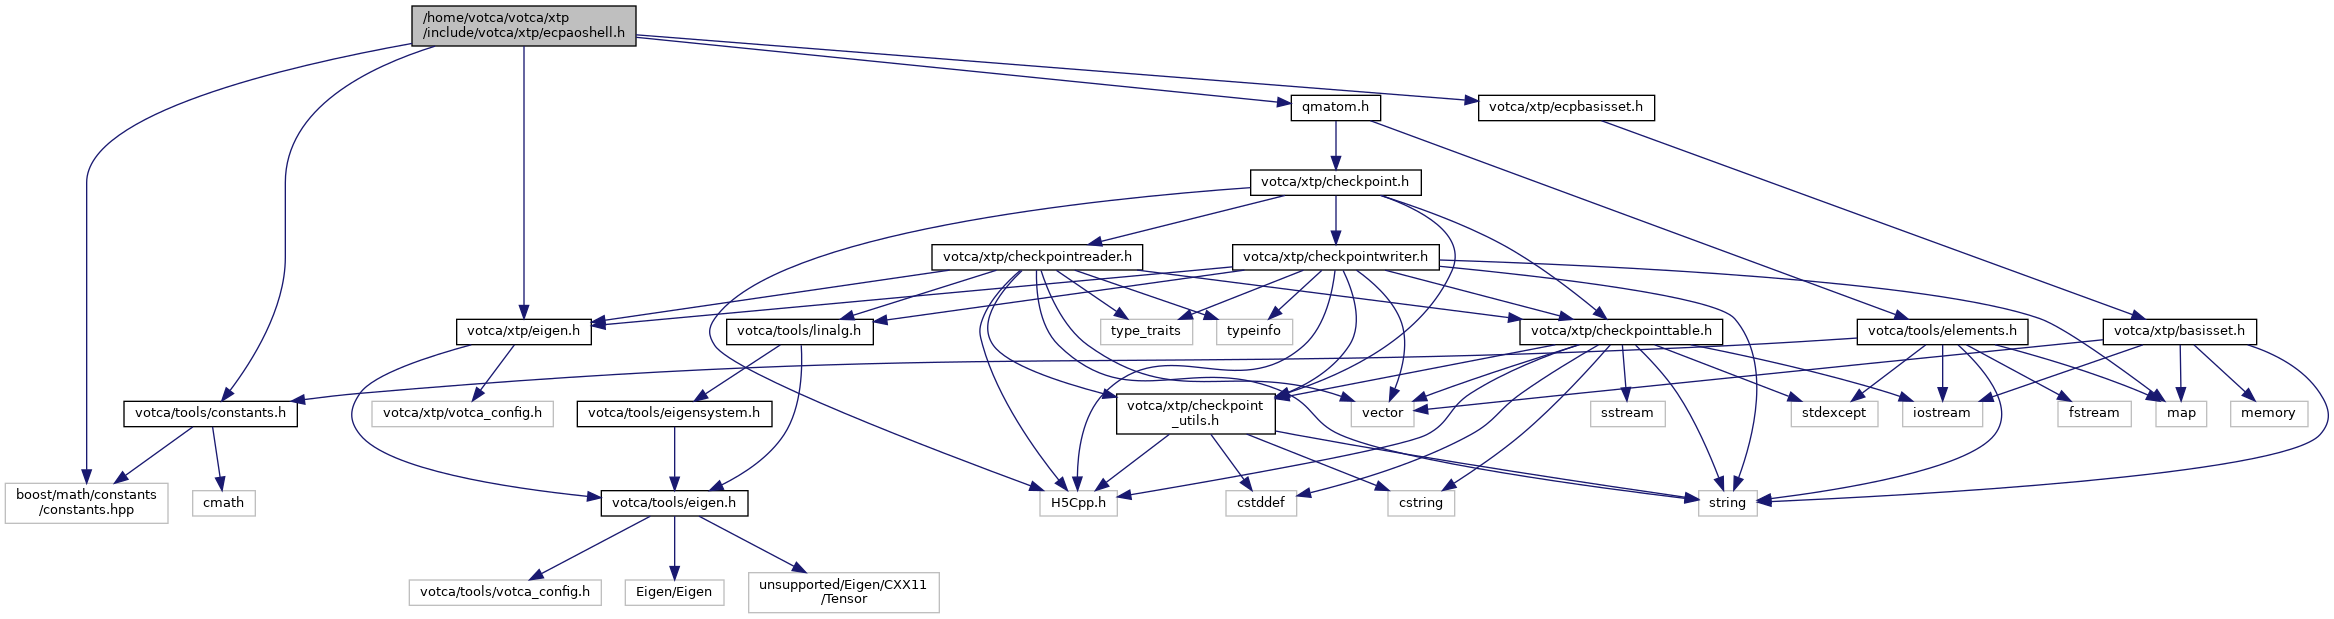 /home/votca/votca/xtp
/include/votca/xtp/ecpaoshell.h
qmatom.h
votca/xtp/ecpbasisset.h
votca/xtp/checkpoint.h
votca/xtp/checkpointreader.h
votca/xtp/checkpointwriter.h
votca/xtp/eigen.h
votca/tools/linalg.h
type_traits
typeinfo
votca/xtp/checkpointtable.h
votca/tools/elements.h
votca/xtp/basisset.h
votca/tools/constants.h
votca/xtp/votca_config.h
votca/tools/eigensystem.h
votca/xtp/checkpoint
_utils.h
vector
sstream
stdexcept
iostream
fstream
map
memory
boost/math/constants
/constants.hpp
cmath
votca/tools/eigen.h
H5Cpp.h
cstddef
cstring
string
votca/tools/votca_config.h
Eigen/Eigen
unsupported/Eigen/CXX11
/Tensor